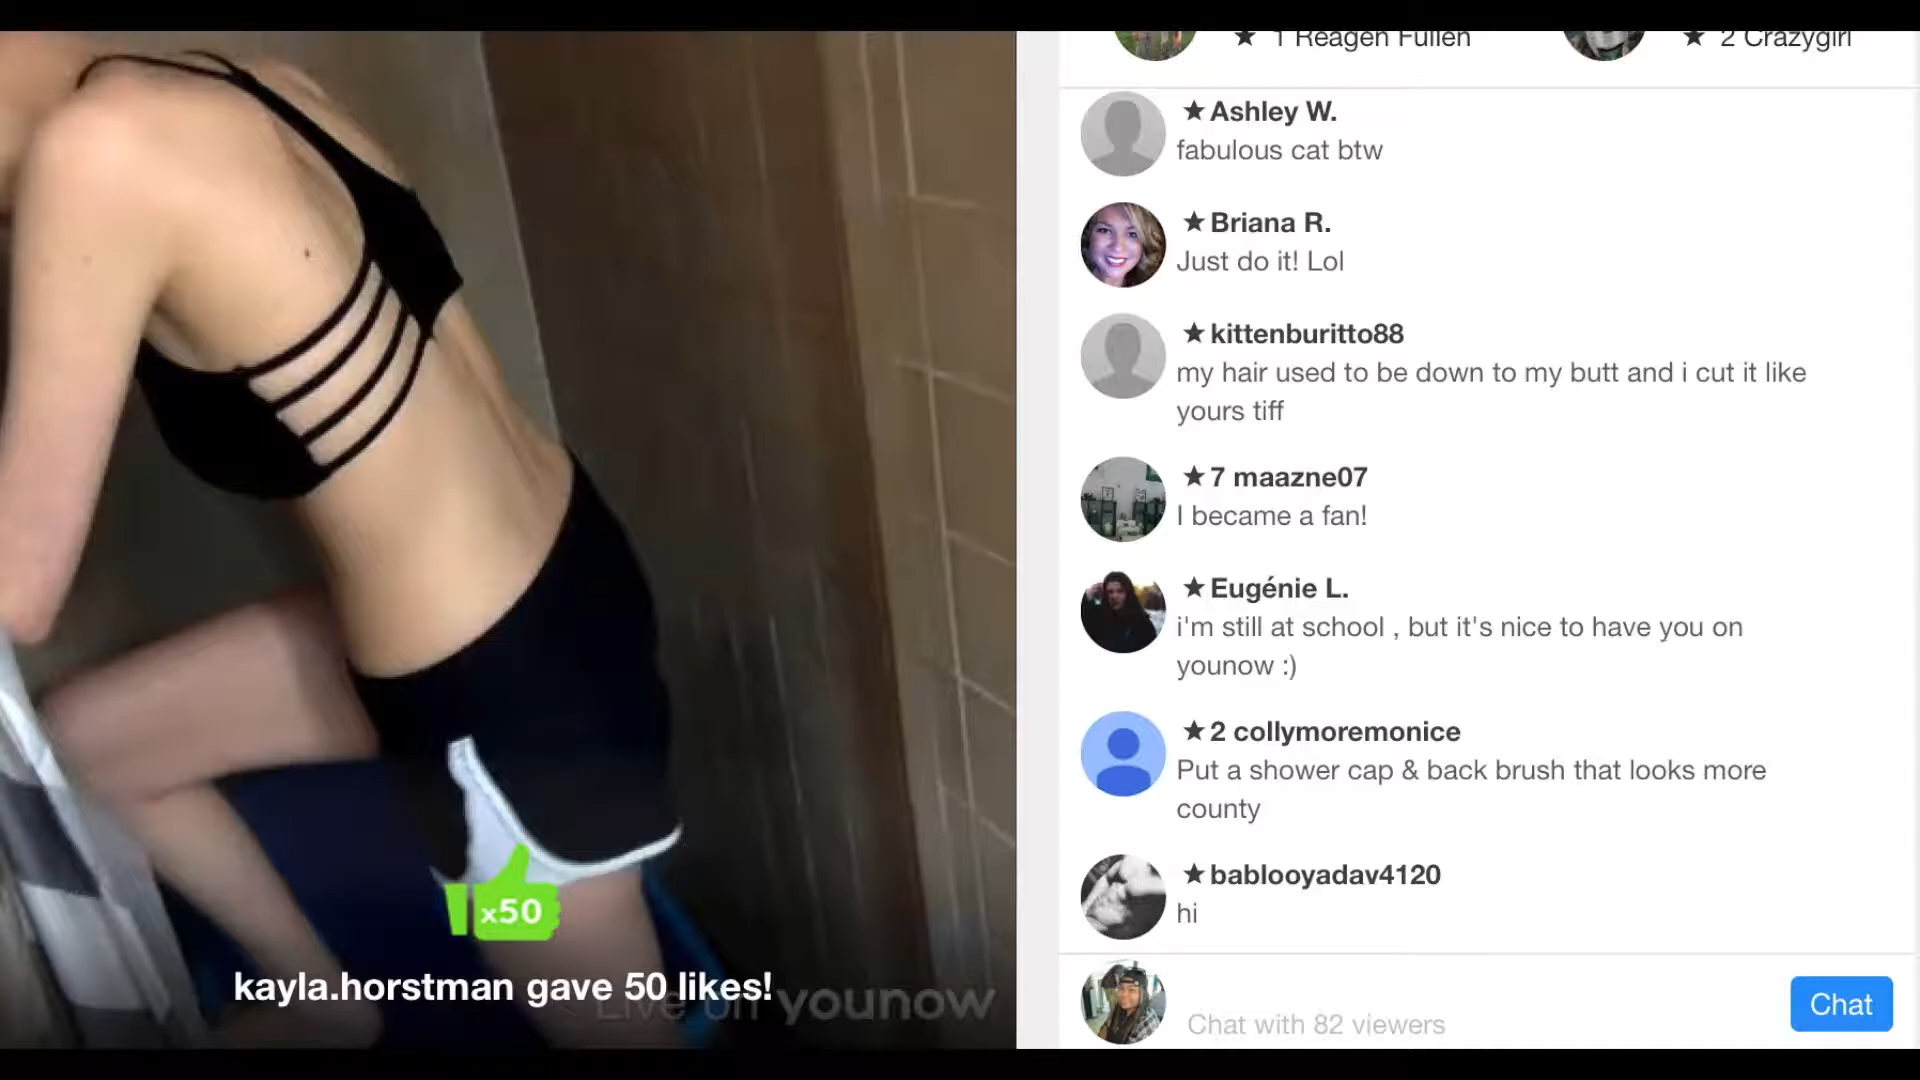 ★ 1 Reagen Fullen
★ 2 Crazygirl
★ Ashley W.
fabulous cat btw
★ Briana R.
Just do it! Lol
★ kittenburitto88
my hair used to be down to my butt and i cut it like
yours tiff
★ 7 maazne07
I became a fan!
★ Eugénie L.
i'm still at school , but it's nice to have you on
younow :)
★ 2 collymoremonice
Put a shower cap & back brush that looks more
county
★ bablooyadav4120
hi
Chat with 82 viewers
Chat
x50
kayla.horstman gave 50 likes!
Live on younow